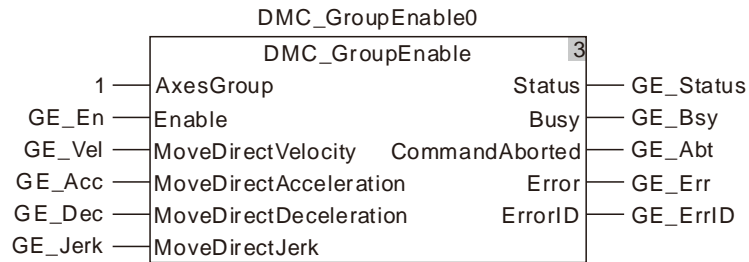 DMC_GroupEnable0
DMC_GroupEnable 3
1 AxesGroup Status GE_Status
GE_En Enable Busy GE_Bsy
GE_Vel MoveDirectVelocity CommandAborted GE_Abt
GE_Acc MoveDirectAcceleration Error GE_Err
GE_Dec MoveDirectDeceleration ErrorID GE_ErrID
GE_Jerk MoveDirectJerk